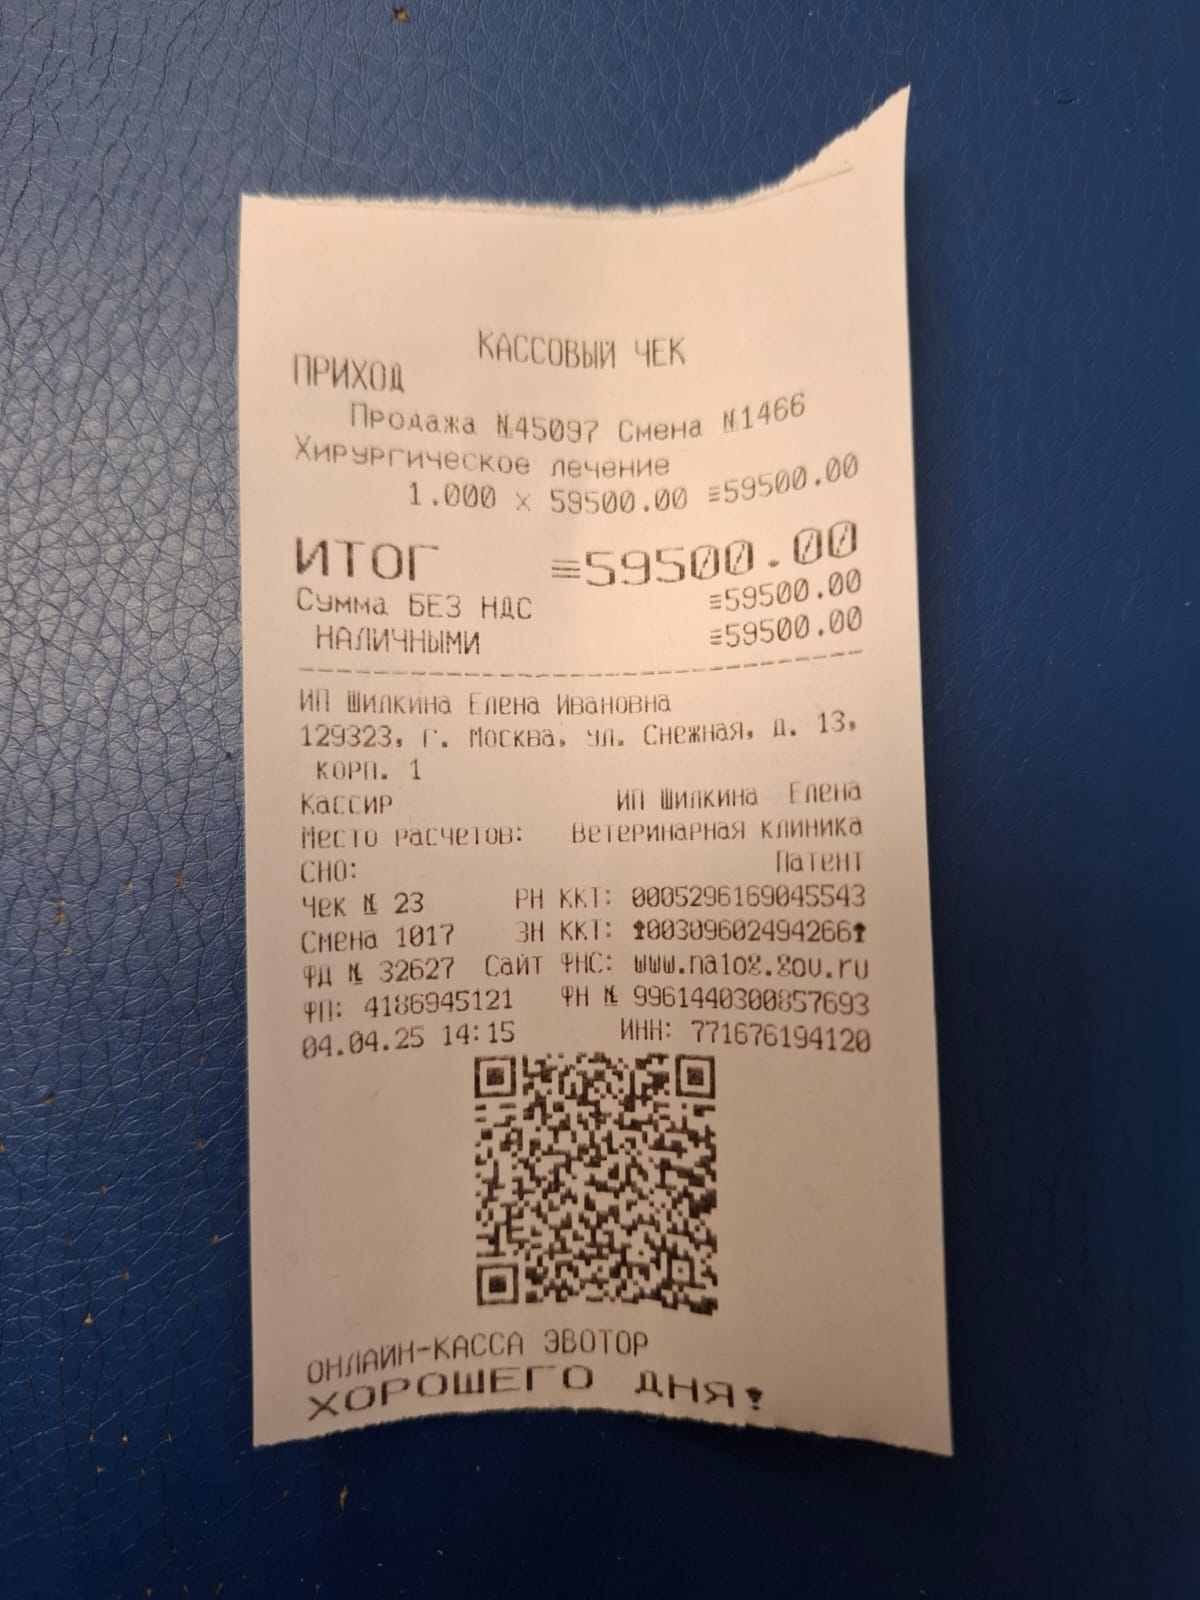 КАССОВЫЙ ЧЕК
ПРИХОД
Продажа №45097 Смена №1466
Хирургическое лечение
1.000 x 59500.00 ≡59500.00
ИТОГ ≡59500.00
Сумма БЕЗ НДС ≡59500.00
НАЛИЧНЫМИ ≡59500.00
ИП Шилкина Елена Ивановна
129323, г. Москва, ул. Снежная, д. 13,
корп. 1
Кассир ИП Шилкина Елена
Место расчетов: Ветеринарная клиника
СНО: Патент
Чек № 23 РН ККТ: 0005296169045543
Смена 1017 ЗН ККТ: ↑00309602494266↑
ФД № 32627 Сайт ФНС: www.nalog.gov.ru
ФП: 4186945121 ФН № 9961440300857693
04.04.25 14:15 ИНН: 771676194120
ОНЛАЙН-КАССА ЭВОТОР
ХОРОШЕГО ДНЯ!